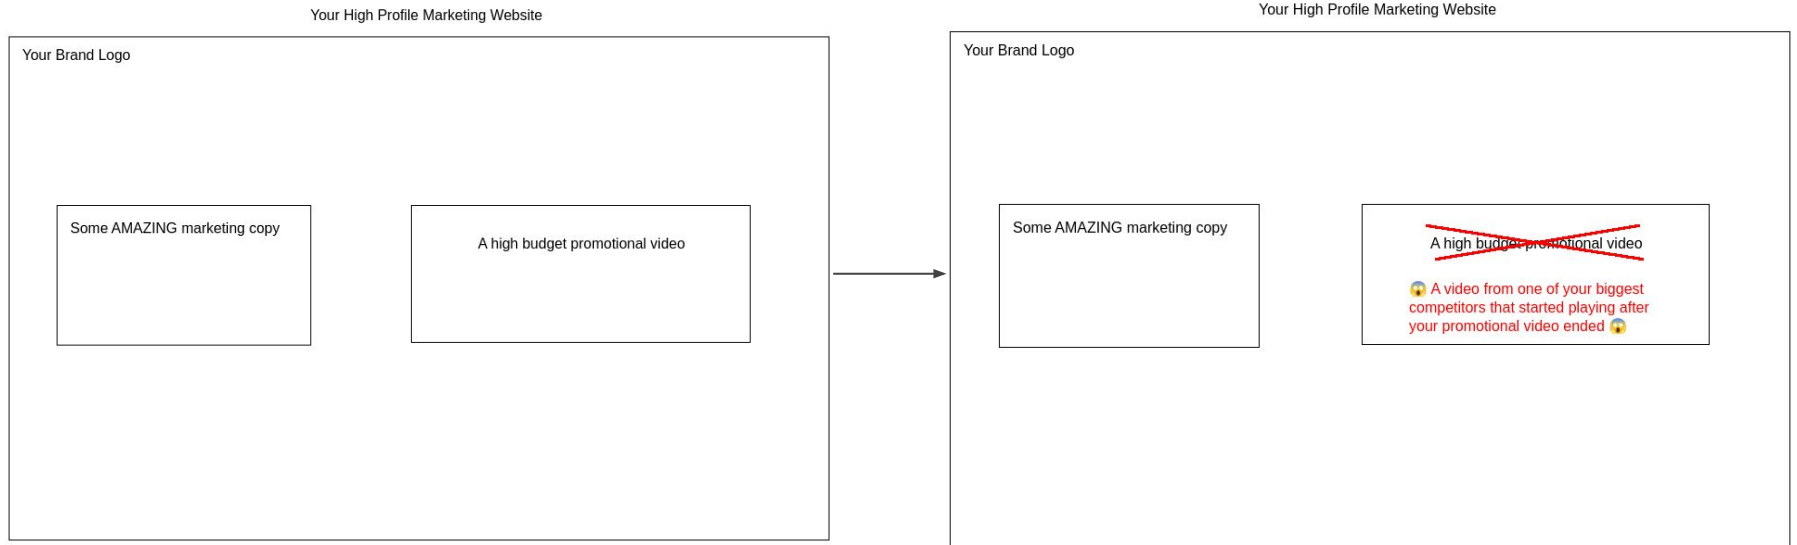 Your High Profile Marketing Website
Your Brand Logo
Some AMAZING marketing copy
A high budget promotional video
Your High Profile Marketing Website
Your Brand Logo
Some AMAZING marketing copy
A high budget promotional video
😱 A video from one of your biggest
competitors that started playing after
your promotional video ended 😱